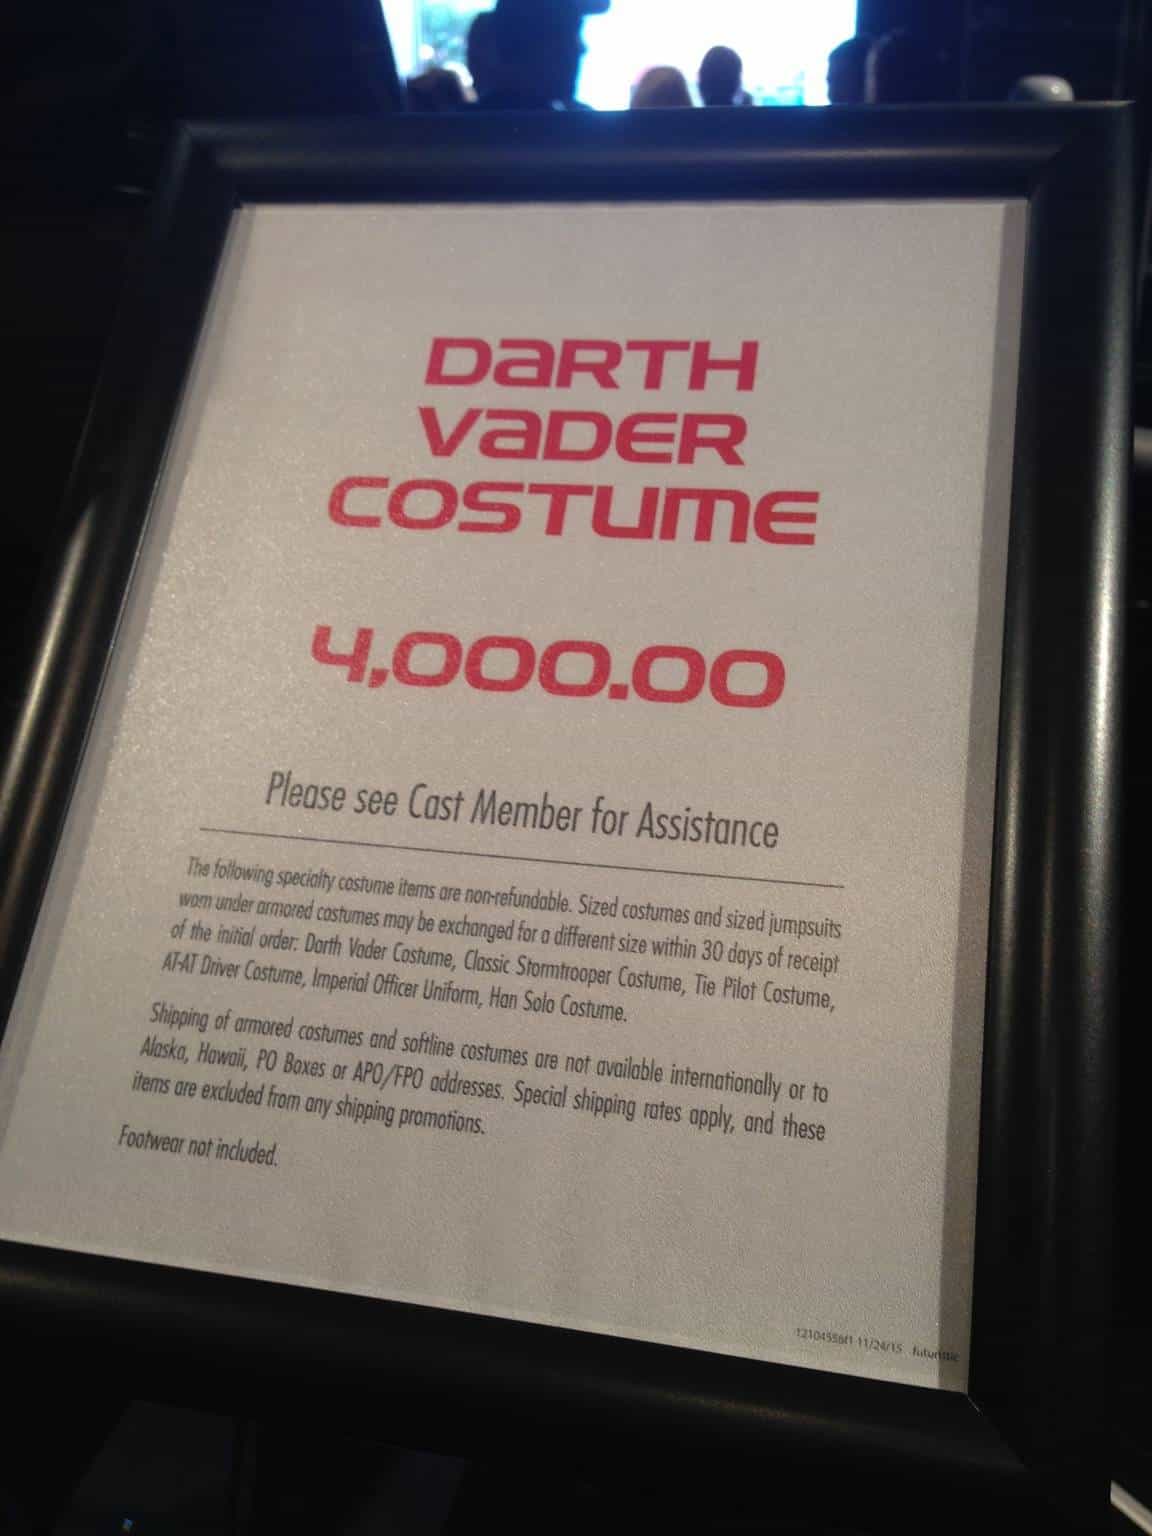 DARTH
VADER
COSTUME
4,000.00
Please see Cast Member for Assistance
The following specialty costume items are non-refundable. Sized costumes and sized jumpsuits
worn under armored costumes may be exchanged for a different size within 30 days of receipt
of the initial order: Darth Vader Costume, Classic Stormtrooper Costume, Tie Pilot Costume,
AT-AT Driver Costume, Imperial Officer Uniform, Han Solo Costume.
Shipping of armored costumes and softline costumes are not available internationally or to
Alaska, Hawaii, PO Boxes or APO/FPO addresses. Special shipping rates apply, and these
items are excluded from any shipping promotions.
Footwear not included.
11/24/15 futuristic